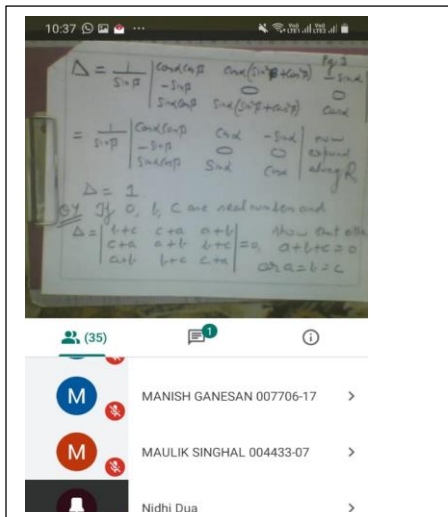 10:37
Pg. 3
Δ = 1/Sinβ | Cosα Cosβ Cosα(Sin²β+Cos²β) -Sinα
-Sinβ 0 0
Sinα Cosβ Sinα(Sin²β+Cos²β) Cosα |
= 1/Sinβ | Cosα Cosβ Cosα -Sinα | now
-Sinβ 0 0 expand
Sinα Cosβ Sinα Cosα | along R
Δ = 1
If a, b, c are real numbers and
Δ = | b+c c+a a+b | show that either
c+a a+b b+c = 0, a+b+c=0
a+b b+c c+a | or a=b=c
(35)
1
M
MANISH GANESAN 007706-17
M
MAULIK SINGHAL 004433-07
Nidhi Dua